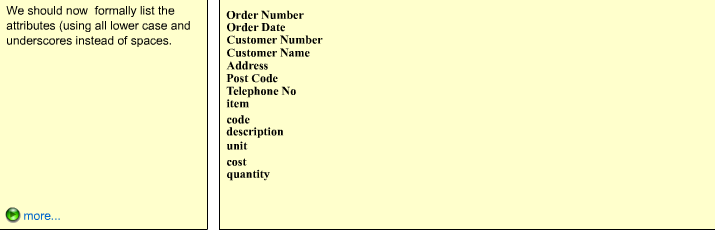 We should now formally list the
attributes (using all lower case and
underscores instead of spaces.
more...
Order Number
Order Date
Customer Number
Customer Name
Address
Post Code
Telephone No
item
code
description
unit
cost
quantity